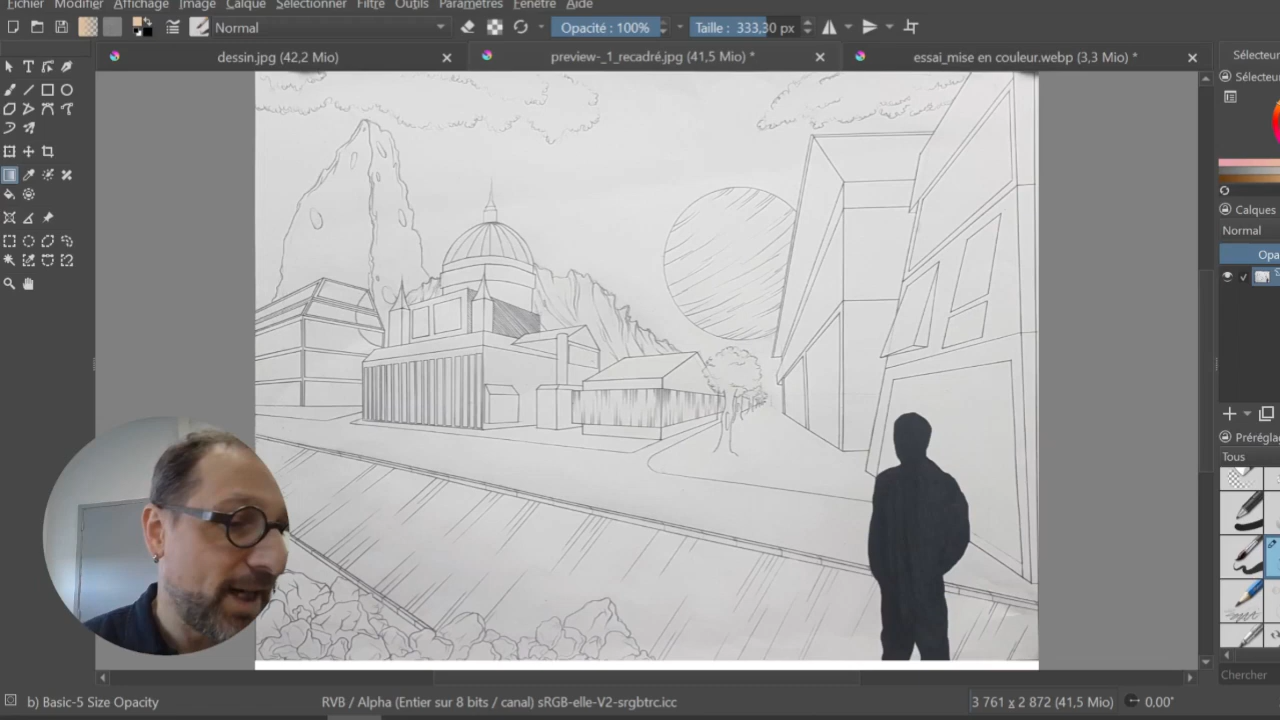 Fichier Modifier Affichage Image Calque Sélectionner Filtre Outils Paramètres Fenêtre Aide
Normal Opacité : 100% Taille : 333,30 px
dessin.jpg (42,2 Mio) preview-_1_recadré.jpg (41,5 Mio) * essai_mise en couleur.webp (3,3 Mio) *
Sélecteur
Sélecteu
Calques
Normal
Opa
Préréglag
Tous
Chercher
b) Basic-5 Size Opacity RVB / Alpha (Entier sur 8 bits / canal) sRGB-elle-V2-srgbtrc.icc 3 761 x 2 872 (41,5 Mio) 0.00°